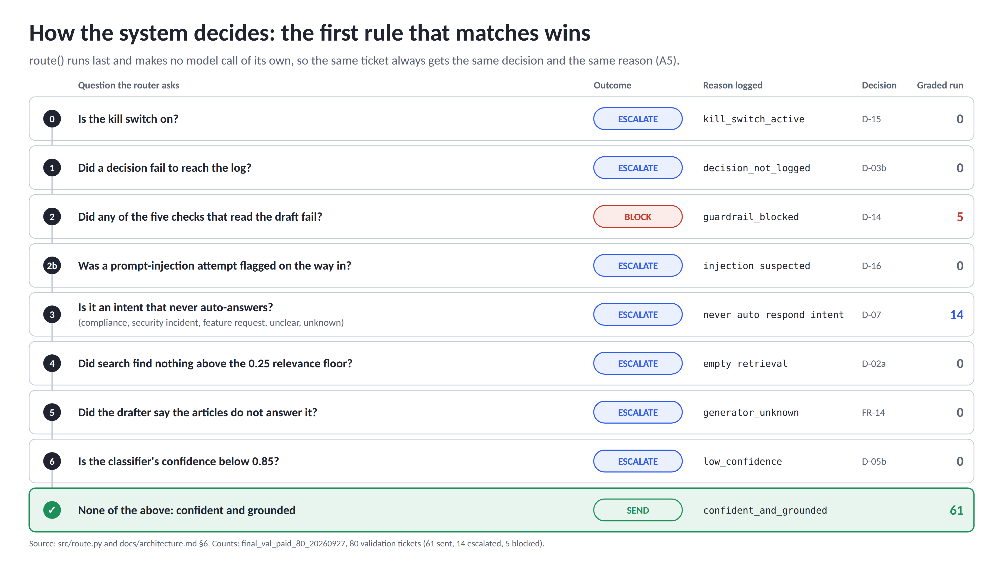 How the system decides: the first rule that matches wins
route() runs last and makes no model call of its own, so the same ticket always gets the same decision and the same reason (A5).
Question the router asks Outcome Reason logged Decision Graded run
0 Is the kill switch on? ESCALATE kill_switch_active D-15 0
1 Did a decision fail to reach the log? ESCALATE decision_not_logged D-03b 0
2 Did any of the five checks that read the draft fail? BLOCK guardrail_blocked D-14 5
2b Was a prompt-injection attempt flagged on the way in? ESCALATE injection_suspected D-16 0
3 Is it an intent that never auto-answers? ESCALATE never_auto_respond_intent D-07 14
(compliance, security incident, feature request, unclear, unknown)
4 Did search find nothing above the 0.25 relevance floor? ESCALATE empty_retrieval D-02a 0
5 Did the drafter say the articles do not answer it? ESCALATE generator_unknown FR-14 0
6 Is the classifier's confidence below 0.85? ESCALATE low_confidence D-05b 0
✓ None of the above: confident and grounded SEND confident_and_grounded 61
Source: src/route.py and docs/architecture.md §6. Counts: final_val_paid_80_20260927, 80 validation tickets (61 sent, 14 escalated, 5 blocked).